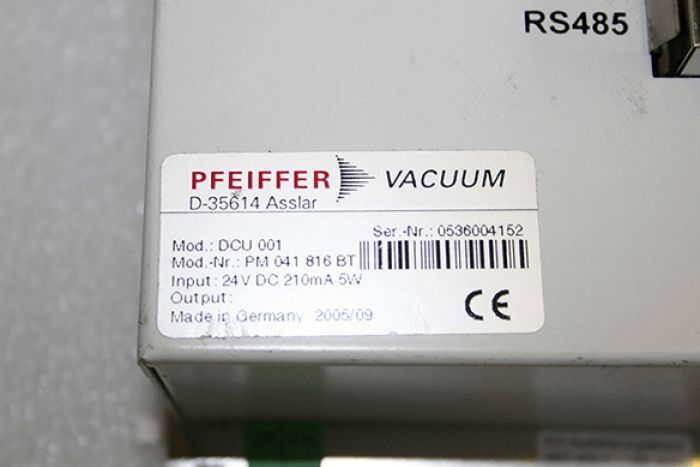 RS485
PFEIFFER VACUUM
D-35614 Asslar
Ser.-Nr.: 0536004152
Mod.: DCU 001
Mod.-Nr.: PM 041 816 BT
Input: 24V DC 210mA 5W
Output:
Made in Germany 2005/09
CE